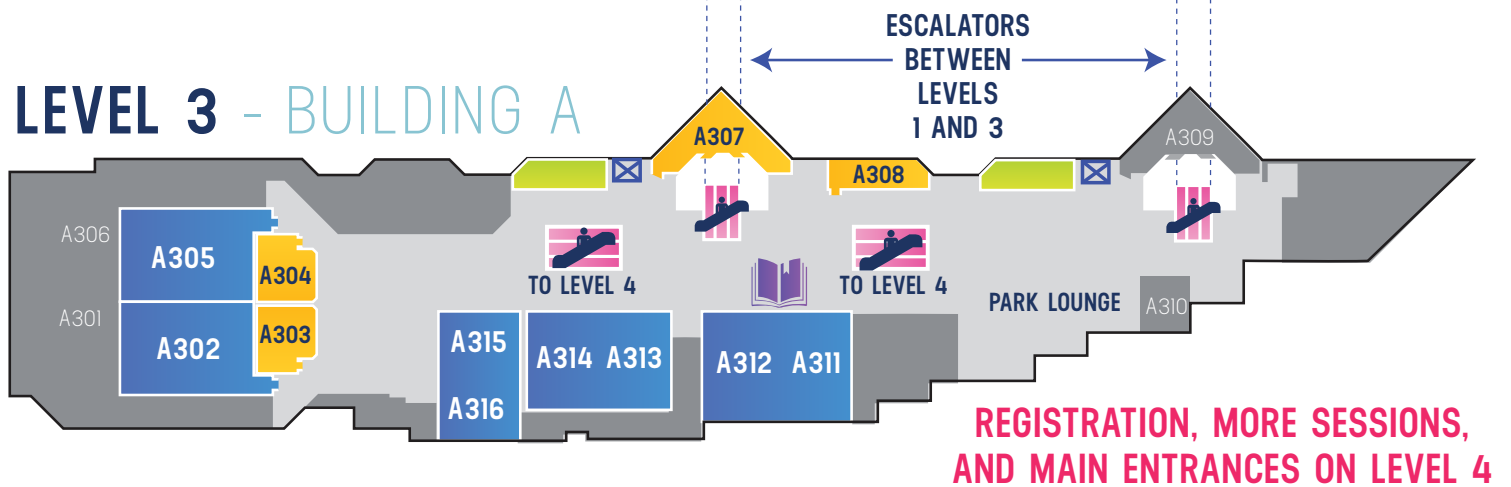 ESCALATORS
BETWEEN
LEVELS
1 AND 3
LEVEL 3 - BUILDING A
A307
A309
A308
A306
A305
A304
TO LEVEL 4
TO LEVEL 4
PARK LOUNGE
A310
A301
A302
A303
A315
A314 A313
A312 A311
A316
REGISTRATION, MORE SESSIONS,
AND MAIN ENTRANCES ON LEVEL 4